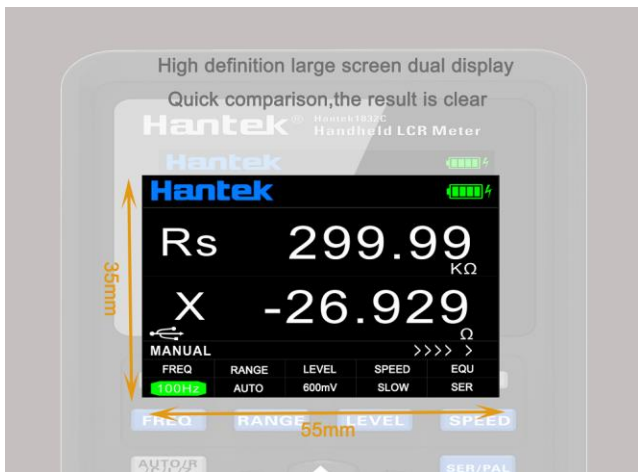 High definition large screen dual display
Quick comparison,the result is clear
Hantek® Hantek1832C
Handheld LCR Meter
Hantek
Hantek
Rs 299.99 KΩ
X -26.929 Ω
MANUAL >>>> >
FREQ RANGE LEVEL SPEED EQU
100Hz AUTO 600mV SLOW SER
35mm
FREQ RANGE LEVEL SPEED
55mm
AUTO/R SER/PAL